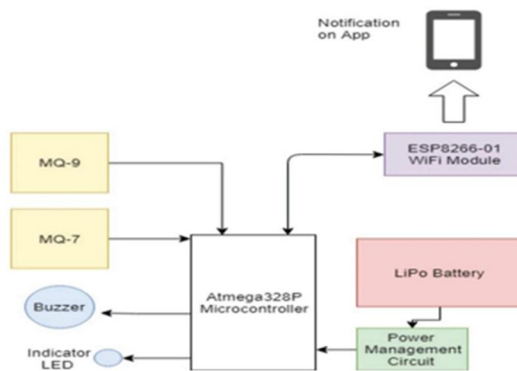 Notification
on App
MQ-9
ESP8266-01
WiFi Module
MQ-7
Atmega328P
Microcontroller
LiPo Battery
Buzzer
Indicator
LED
Power
Management
Circuit